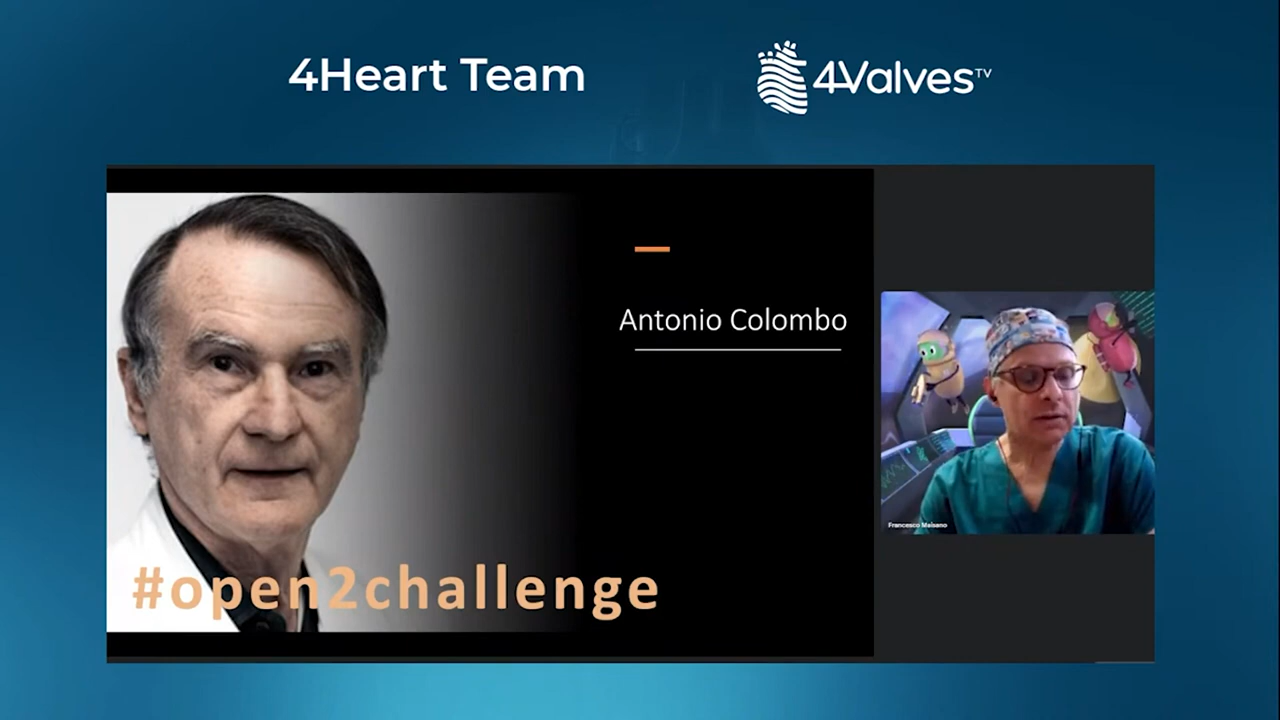 4Heart Team
4Valves TV
Antonio Colombo
#open2challenge
Francesco Maisano